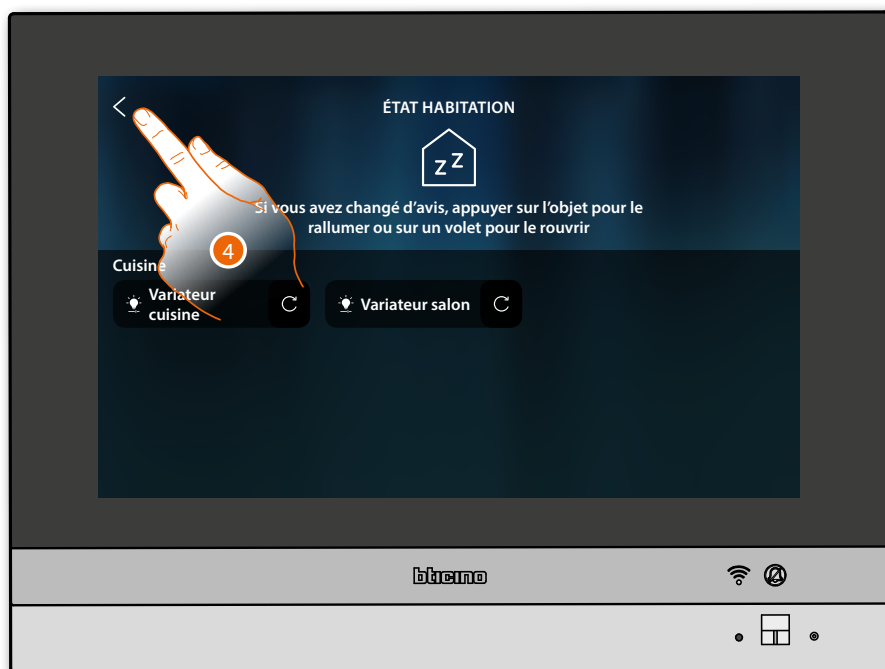 ÉTAT HABITATION
z Z
Si vous avez changé d'avis, appuyer sur l'objet pour le
rallumer ou sur un volet pour le rouvrir
4
Cuisine
Variateur
cuisine
Variateur salon
bticino